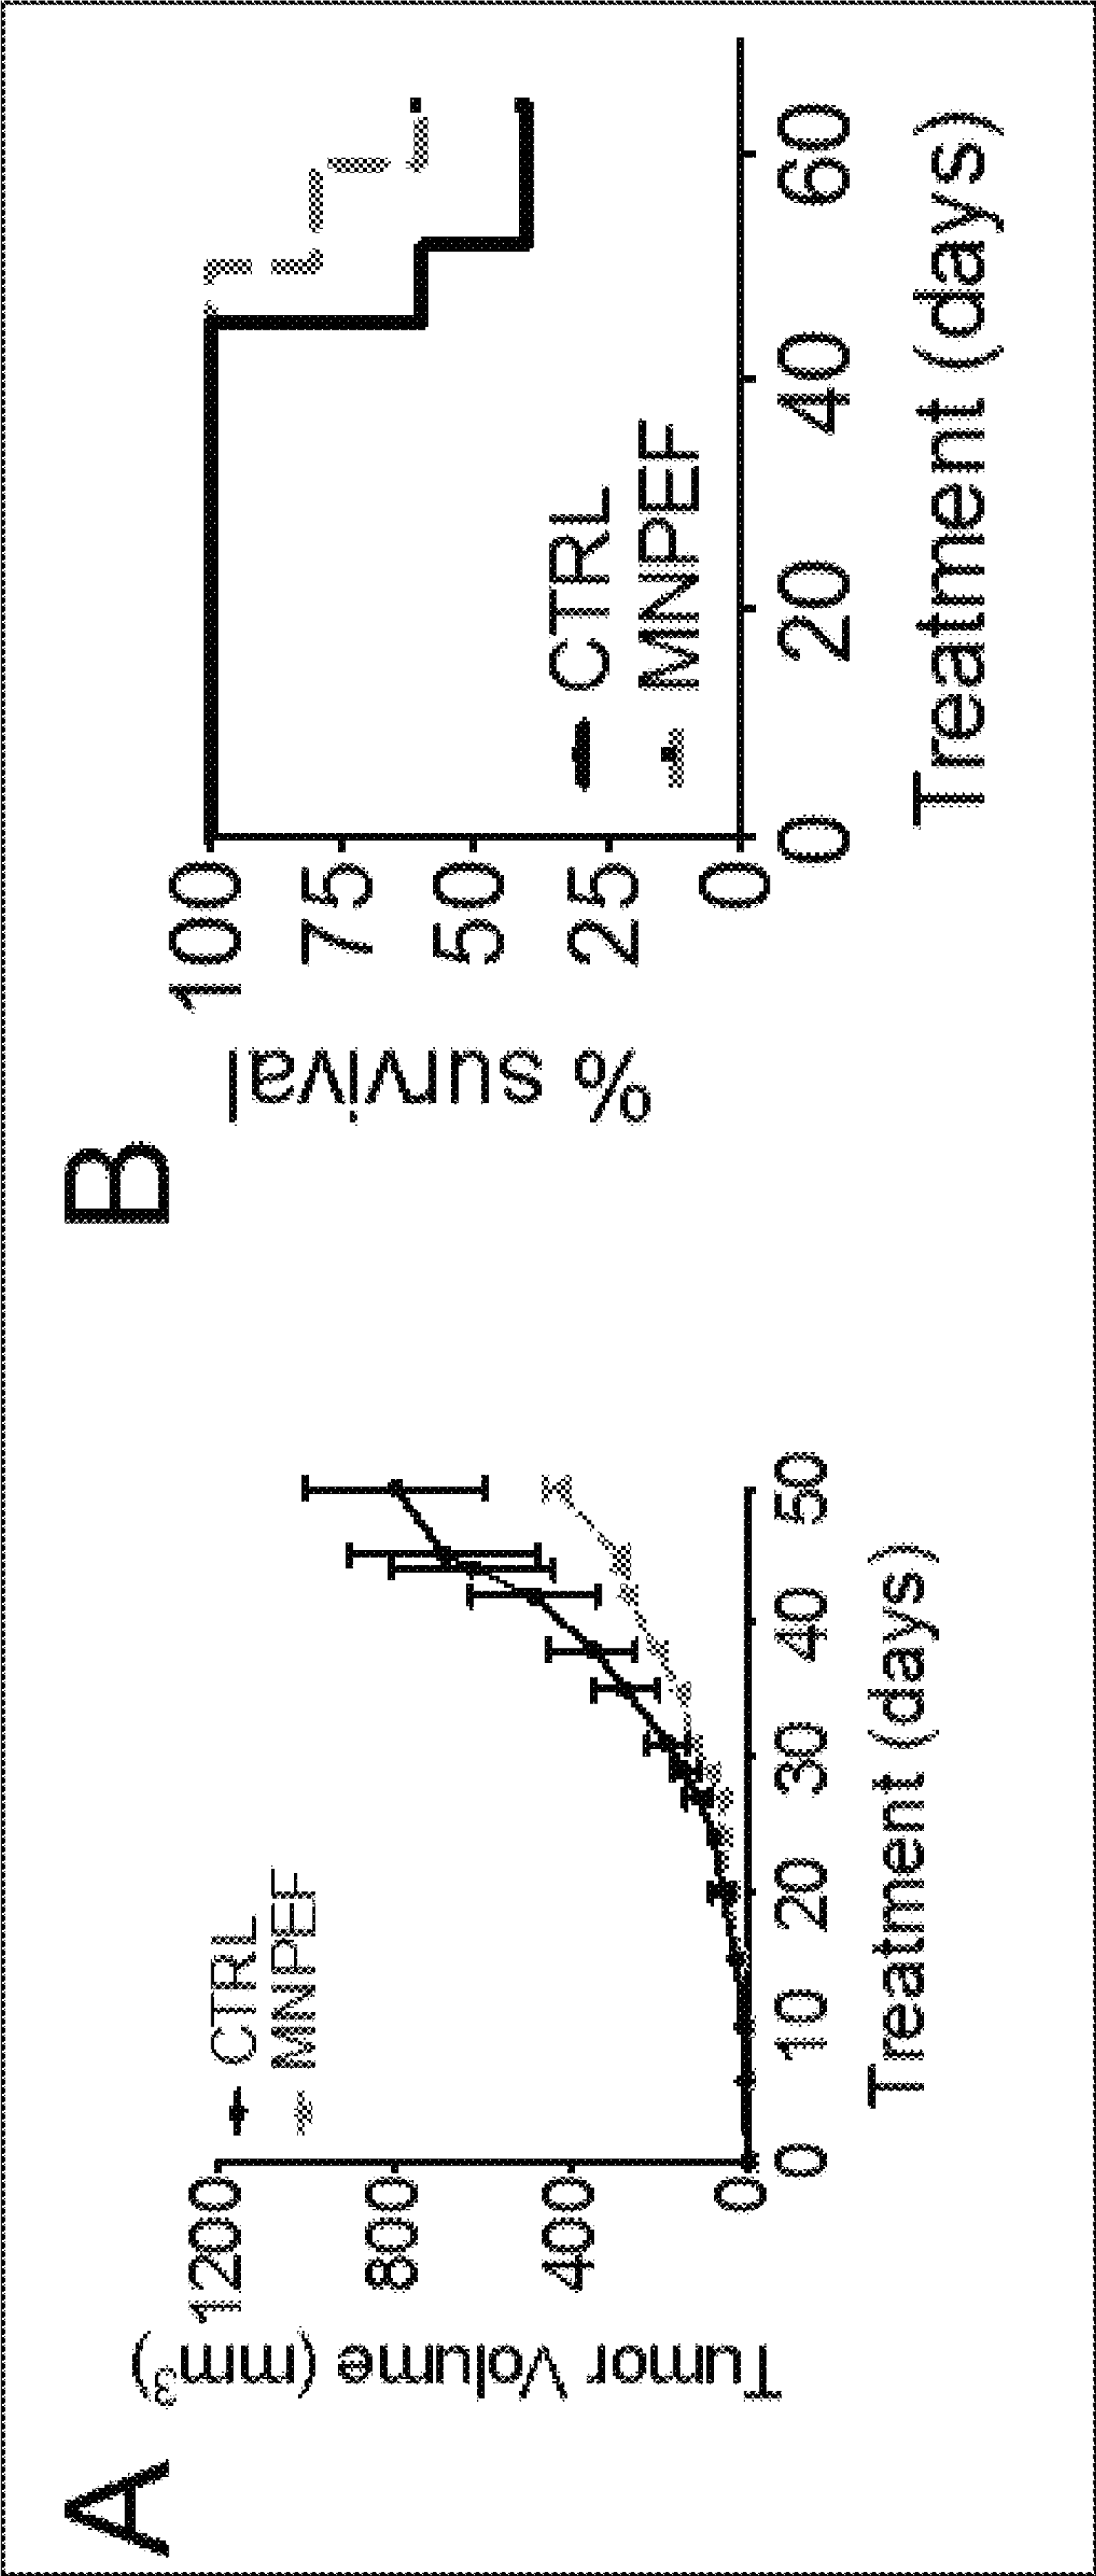 A
Tumor Volume (mm³)
1200
800
400
0
CTRL
MNPEF
0 10 20 30 40 50
Treatment (days)
B
% survival
100
75
50
25
0
CTRL
MNPEF
0 20 40 60
Treatment (days)